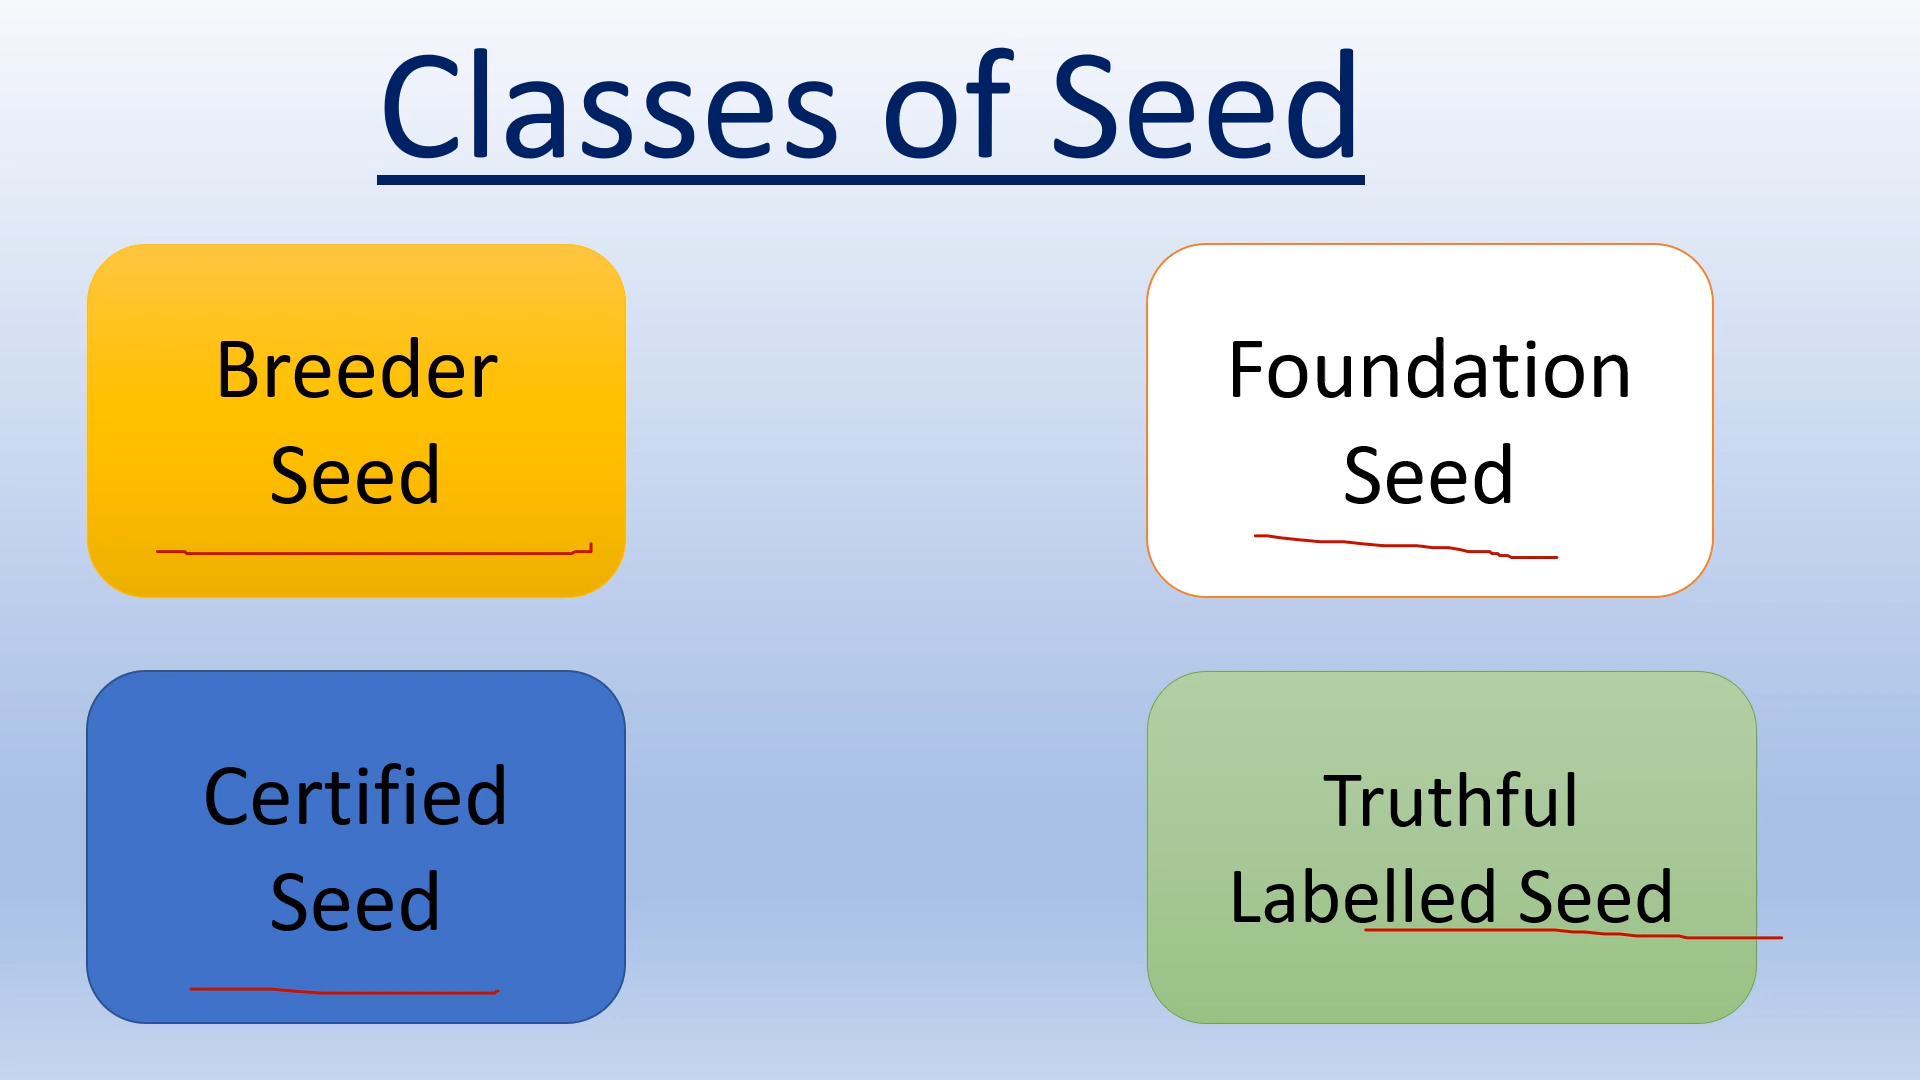 Classes of Seed
Breeder
Seed
Foundation
Seed
Certified
Seed
Truthful
Labelled Seed